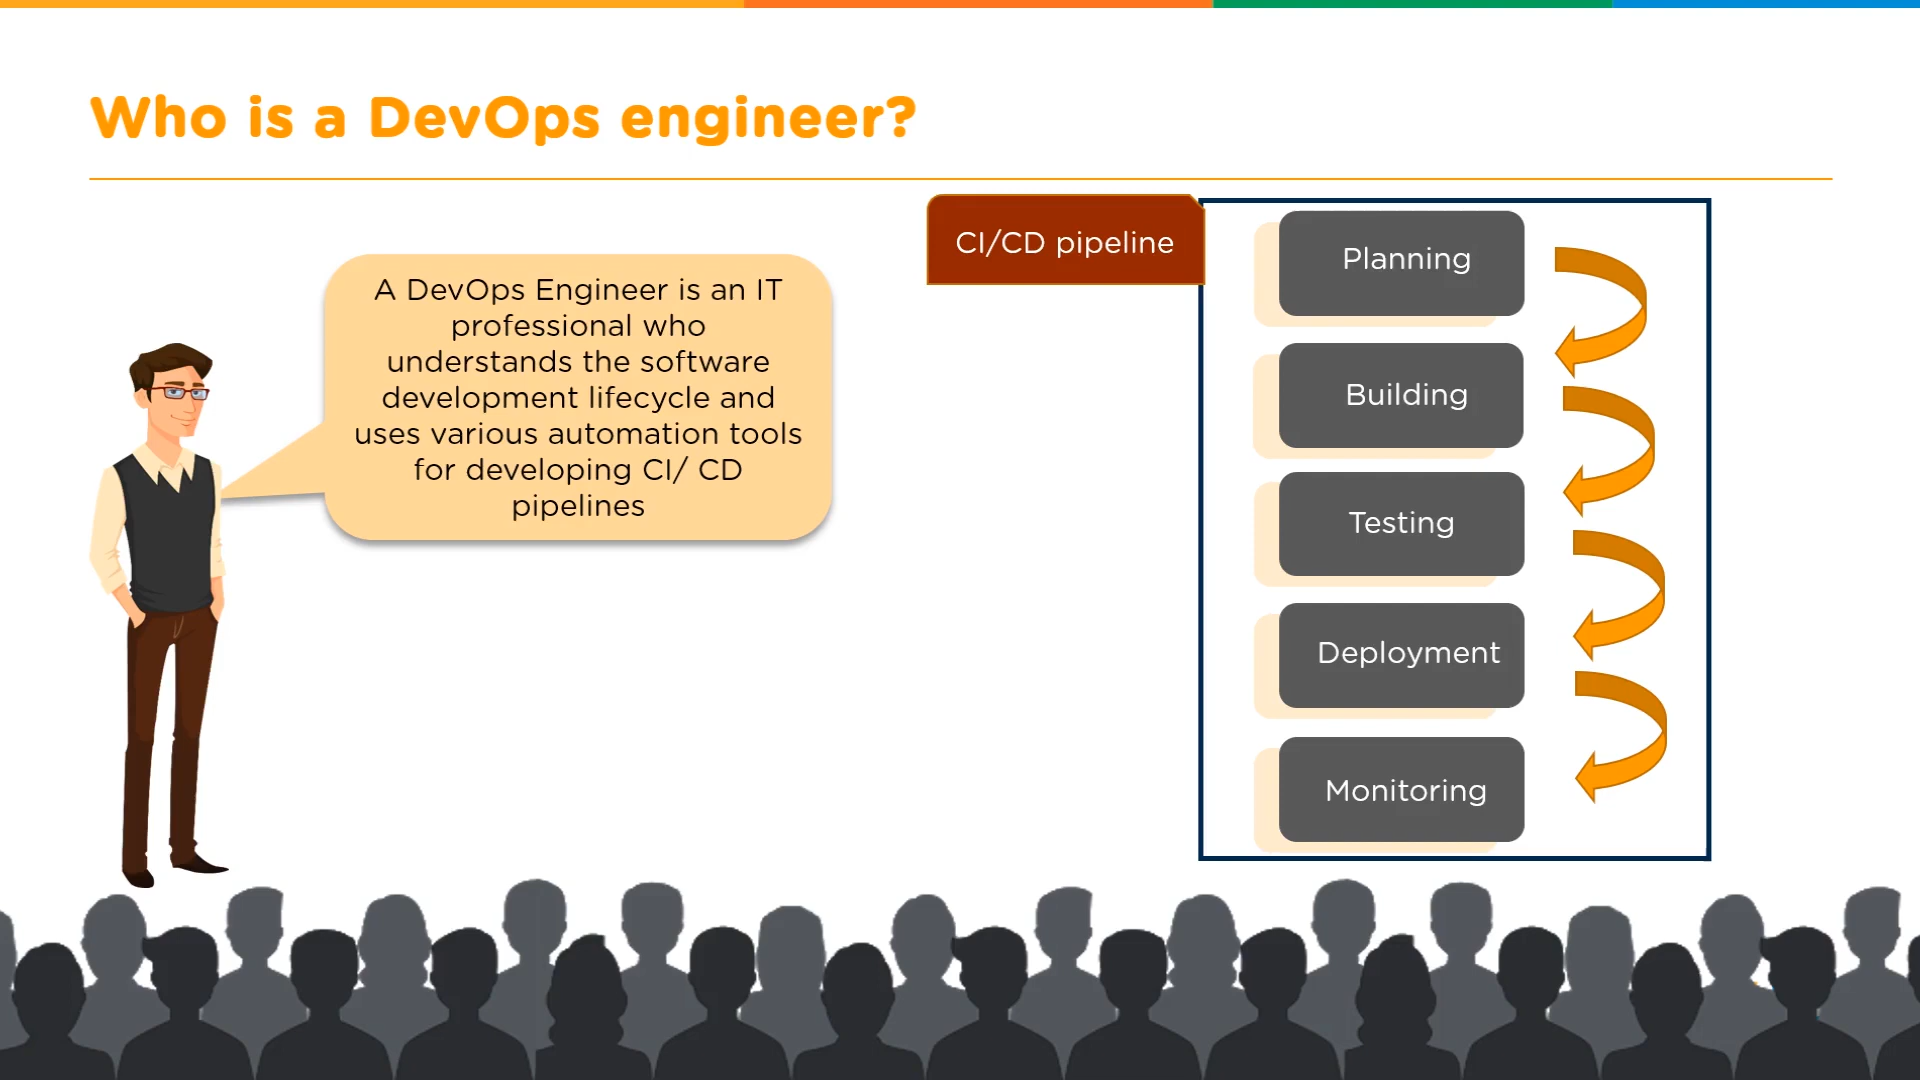 Who is a DevOps engineer?
A DevOps Engineer is an IT
professional who
understands the software
development lifecycle and
uses various automation tools
for developing CI/ CD
pipelines
CI/CD pipeline
Planning
Building
Testing
Deployment
Monitoring